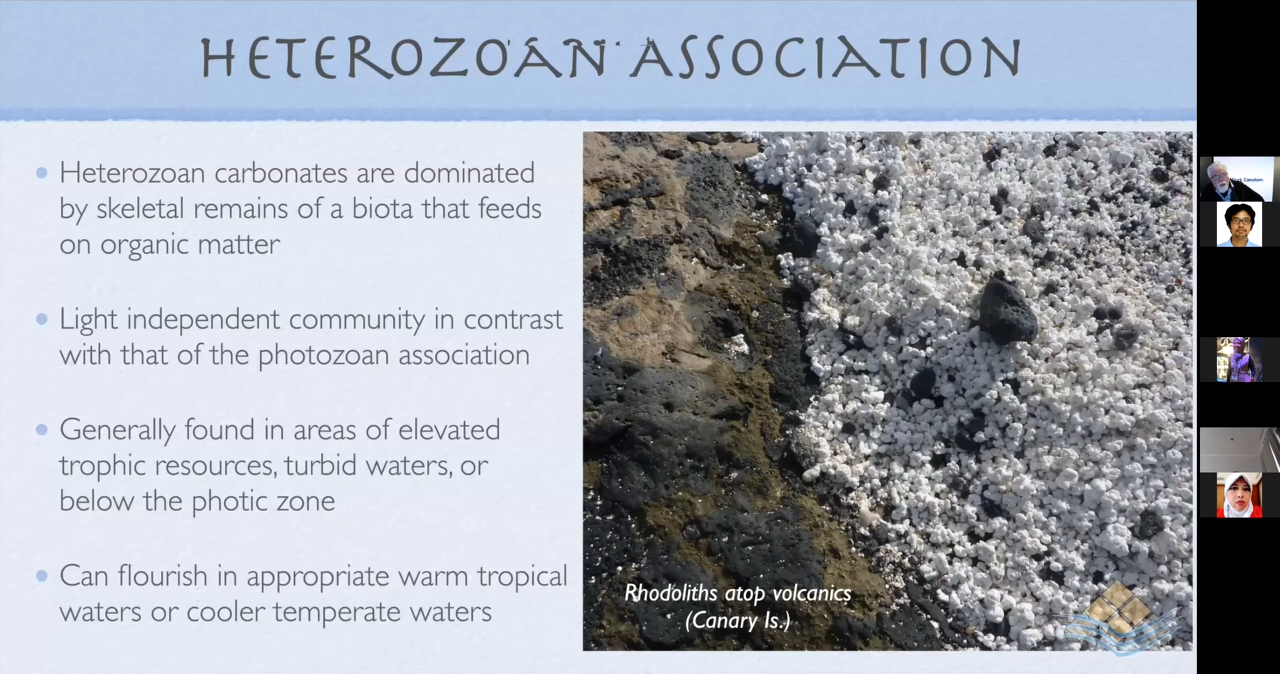 HETEROZOAN ASSOCIATION
Heterozoan carbonates are dominated
by skeletal remains of a biota that feeds
on organic matter
Light independent community in contrast
with that of the photozoan association
Generally found in areas of elevated
trophic resources, turbid waters, or
below the photic zone
Can flourish in appropriate warm tropical
waters or cooler temperate waters
Rhodoliths atop volcanics
(Canary Is.)